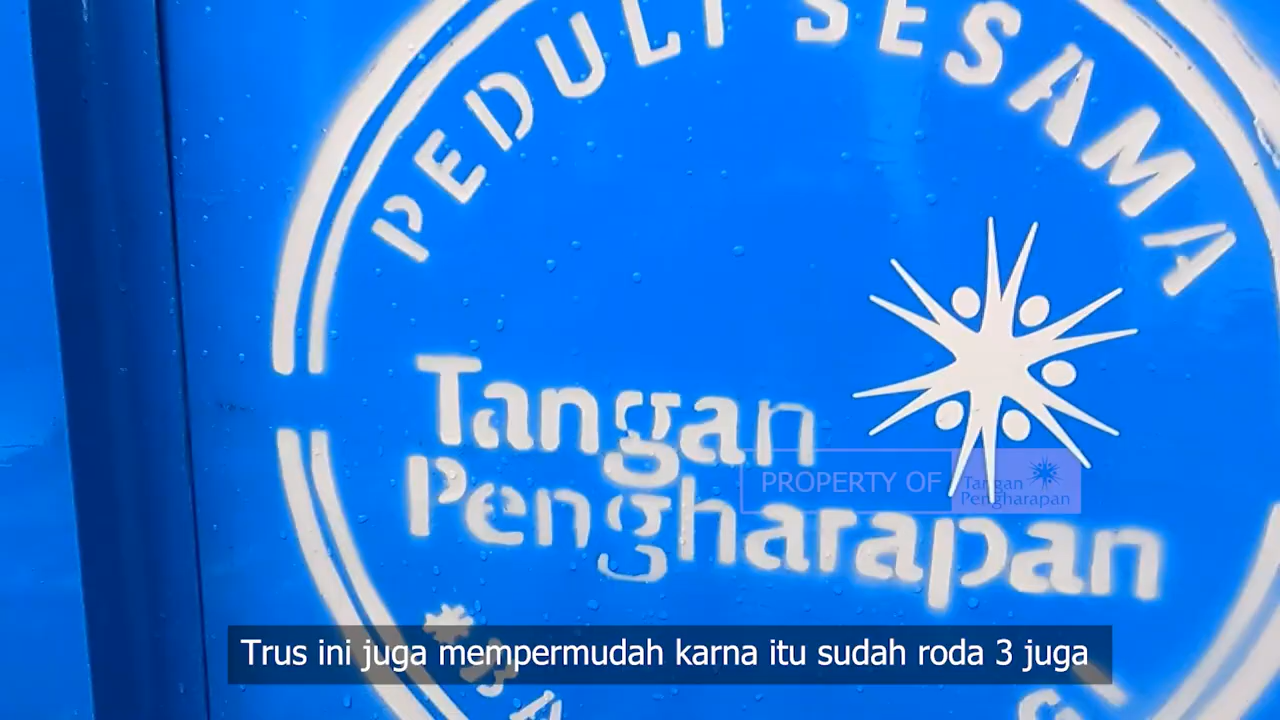 PEDULI SESAMA
Tangan
Pengharapan
PROPERTY OF
Tangan
Pengharapan
Trus ini juga mempermudah karna itu sudah roda 3 juga